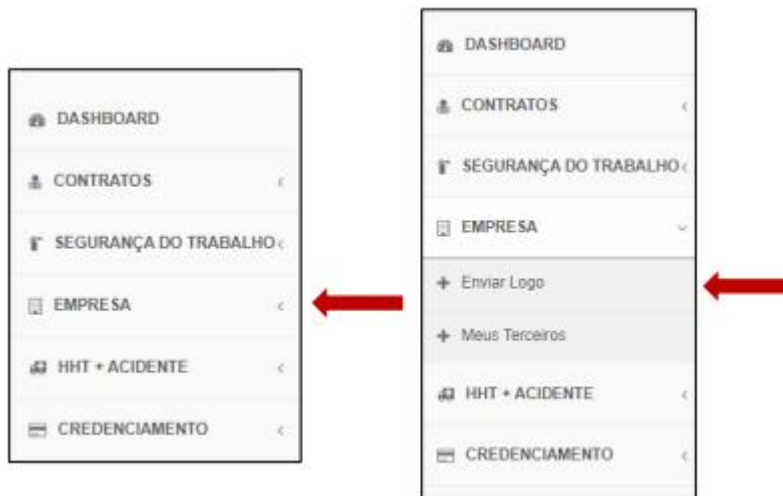 DASHBOARD
CONTRATOS
SEGURANÇA DO TRABALHO
EMPRESA
HHT + ACIDENTE
CREDENCIAMENTO
DASHBOARD
CONTRATOS
SEGURANÇA DO TRABALHO
EMPRESA
Enviar Logo
Meus Terceiros
HHT + ACIDENTE
CREDENCIAMENTO